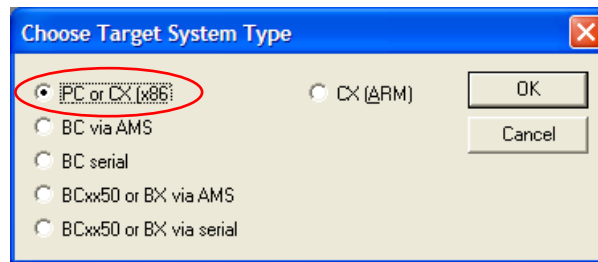 Choose Target System Type
PC or CX (x86 CX (ARM) OK
BC via AMS Cancel
BC serial
BCxx50 or BX via AMS
BCxx50 or BX via serial